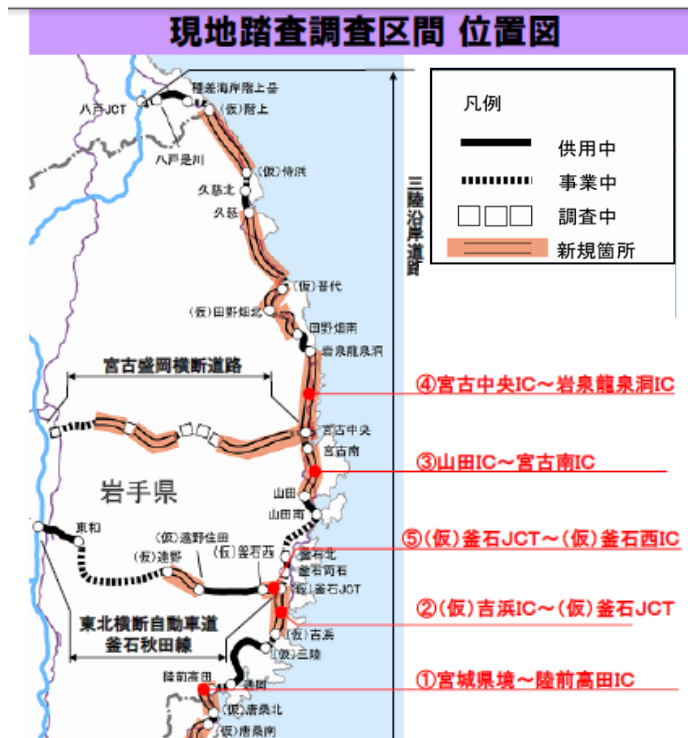 現地踏査調査区間 位置図
種差海岸階上岳
八戸JCT
(仮)階上
八戸是川
凡例
供用中
事業中
調査中
新規箇所
(仮)侍浜
久慈北
久慈
三陸沿岸道路
(仮)普代
(仮)田野畑北
田野畑南
岩泉龍泉洞
宮古盛岡横断道路
④宮古中央IC～岩泉龍泉洞IC
宮古中央
宮古南
③山田IC～宮古南IC
岩手県
山田
山田南
東和
(仮)遠野住田
(仮)遠野
(仮)釜石西
釜石北
⑤(仮)釜石JCT～(仮)釜石西IC
釜石両石
(仮)釜石JCT
②(仮)吉浜IC～(仮)釜石JCT
東北横断自動車道
釜石秋田線
(仮)吉浜
(仮)三陸
陸前高田
通岡
①宮城県境～陸前高田IC
(仮)唐桑北
(仮)唐桑南